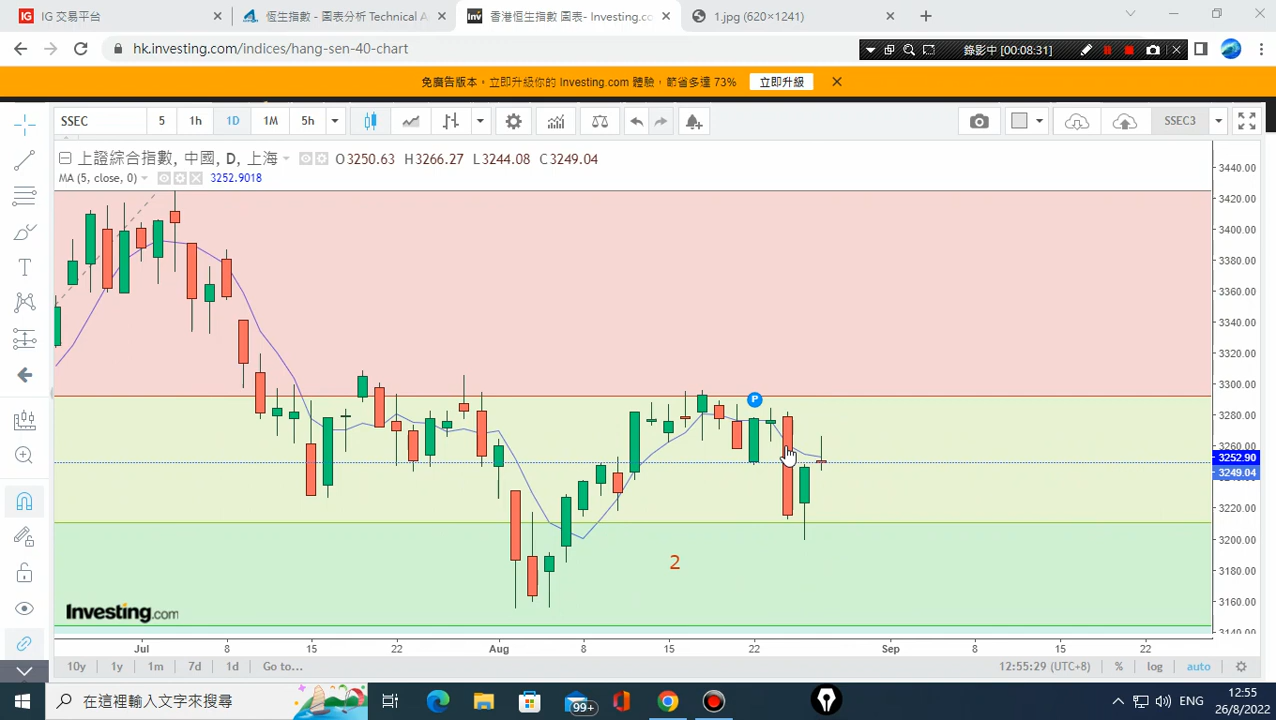 IG 交易平台
恆生指數 - 圖表分析 Technical A
香港恒生指數 圖表- Investing.co
1.jpg (620×1241)
hk.investing.com/indices/hang-sen-40-chart
錄影中 [00:08:31]
免廣告版本。立即升級你的 Investing.com 體驗，節省多達 73%
立即升級
SSEC
5
1h
1D
1M
5h
SSEC3
上證綜合指數, 中國, D, 上海
O3250.63 H3266.27 L3244.08 C3249.04
MA (5, close, 0)
3252.9018
3440.00
3420.00
3400.00
3380.00
3360.00
3340.00
3320.00
3300.00
3280.00
3260.00
3252.90
3249.04
3220.00
3200.00
3180.00
3160.00
3140.00
P
2
Investing.com
Jul
8
15
22
Aug
8
15
22
Sep
8
15
22
10y
1y
1m
7d
1d
Go to...
12:55:29 (UTC+8)
%
log
auto
在這裡輸入文字來搜尋
99+
ENG
12:55
26/8/2022